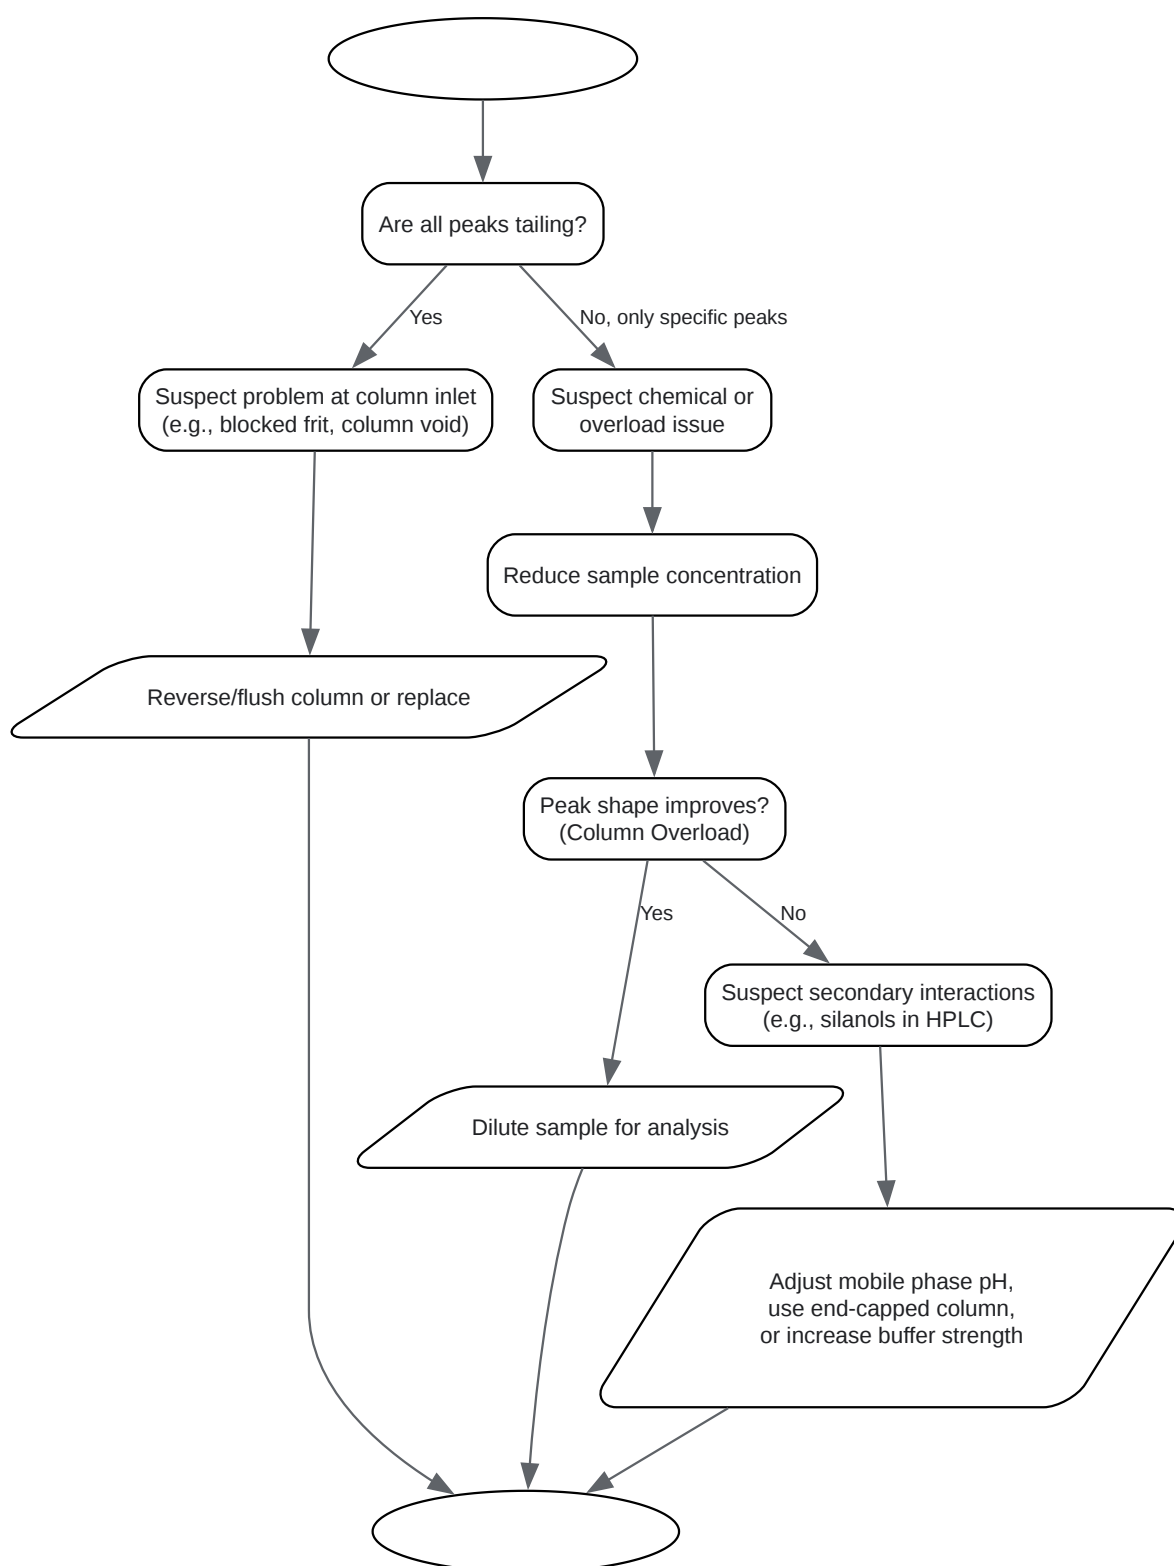 Are all peaks tailing?
Yes
No, only specific peaks
Suspect problem at column inlet
(e.g., blocked frit, column void)
Suspect chemical or
overload issue
Reduce sample concentration
Reverse/flush column or replace
Peak shape improves?
(Column Overload)
Yes
No
Suspect secondary interactions
(e.g., silanols in HPLC)
Dilute sample for analysis
Adjust mobile phase pH,
use end-capped column,
or increase buffer strength